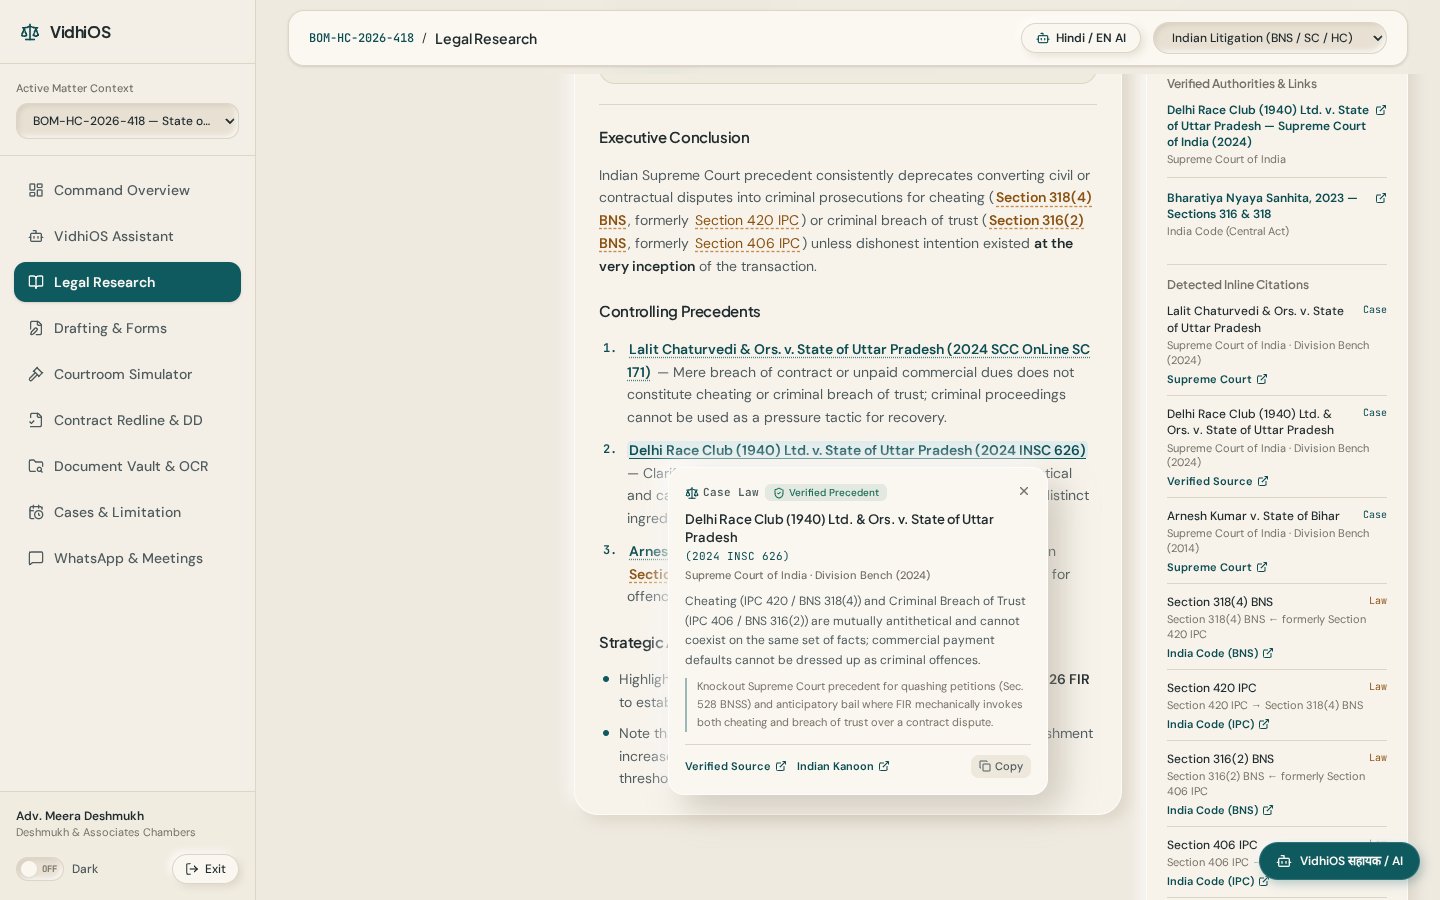 VidhiOS
Active Matter Context
BOM-HC-2026-418 — State o...
Command Overview
VidhiOS Assistant
Legal Research
Drafting & Forms
Courtroom Simulator
Contract Redline & DD
Document Vault & OCR
Cases & Limitation
WhatsApp & Meetings
Adv. Meera Deshmukh
Deshmukh & Associates Chambers
OFF
Dark
Exit
BOM-HC-2026-418 / Legal Research
Hindi / EN AI
Indian Litigation (BNS / SC / HC)
Executive Conclusion
Indian Supreme Court precedent consistently deprecates converting civil or
contractual disputes into criminal prosecutions for cheating (Section 318(4)
BNS, formerly Section 420 IPC) or criminal breach of trust (Section 316(2)
BNS, formerly Section 406 IPC) unless dishonest intention existed at the
very inception of the transaction.
Controlling Precedents
1. Lalit Chaturvedi & Ors. v. State of Uttar Pradesh (2024 SCC OnLine SC
171) — Mere breach of contract or unpaid commercial dues does not
constitute cheating or criminal breach of trust; criminal proceedings
cannot be used as a pressure tactic for recovery.
2. Delhi Race Club (1940) Ltd. v. State of Uttar Pradesh (2024 INSC 626)
— Clar
and ca
distinct
ingred
3. Arnes
Sectio
for
offenc
Strategic
Highligh
26 FIR
to estab
Note th
shment
increas
thresho
Case Law
Verified Precedent
Delhi Race Club (1940) Ltd. & Ors. v. State of Uttar
Pradesh
(2024 INSC 626)
Supreme Court of India · Division Bench (2024)
Cheating (IPC 420 / BNS 318(4)) and Criminal Breach of Trust
(IPC 406 / BNS 316(2)) are mutually antithetical and cannot
coexist on the same set of facts; commercial payment
defaults cannot be dressed up as criminal offences.
Knockout Supreme Court precedent for quashing petitions (Sec.
528 BNSS) and anticipatory bail where FIR mechanically invokes
both cheating and breach of trust over a contract dispute.
Verified Source
Indian Kanoon
Copy
Verified Authorities & Links
Delhi Race Club (1940) Ltd. v. State
of Uttar Pradesh — Supreme Court
of India (2024)
Supreme Court of India
Bharatiya Nyaya Sanhita, 2023 —
Sections 316 & 318
India Code (Central Act)
Detected Inline Citations
Lalit Chaturvedi & Ors. v. State Case
of Uttar Pradesh
Supreme Court of India · Division Bench
(2024)
Supreme Court
Delhi Race Club (1940) Ltd. & Case
Ors. v. State of Uttar Pradesh
Supreme Court of India · Division Bench
(2024)
Verified Source
Arnesh Kumar v. State of Bihar Case
Supreme Court of India · Division Bench
(2014)
Supreme Court
Section 318(4) BNS Law
Section 318(4) BNS ← formerly Section
420 IPC
India Code (BNS)
Section 420 IPC Law
Section 420 IPC → Section 318(4) BNS
India Code (IPC)
Section 316(2) BNS Law
Section 316(2) BNS ← formerly Section
406 IPC
India Code (BNS)
Section 406 IPC
Section 406 IPC
India Code (IPC)
VidhiOS सहायक / AI